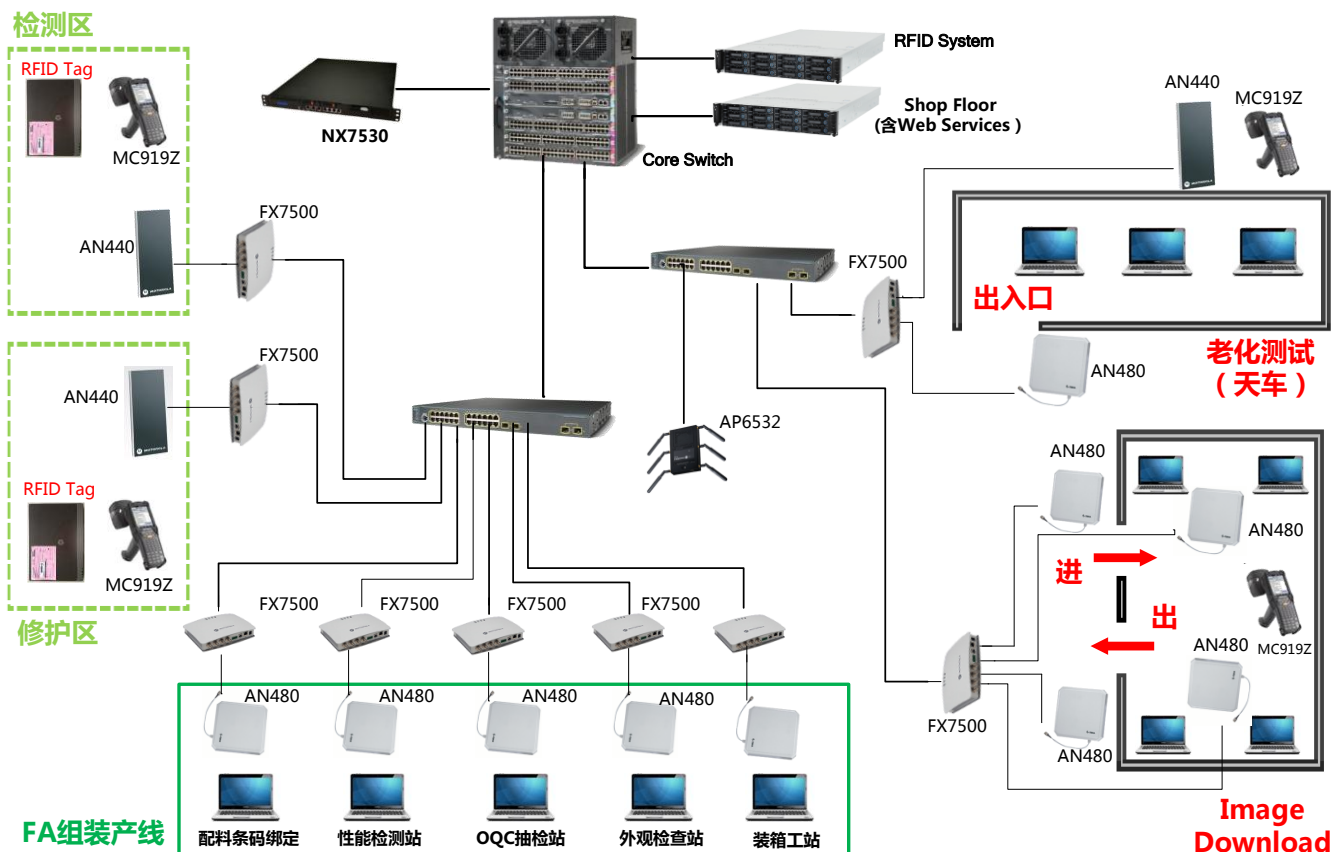 检测区
RFID Tag
MC919Z
AN440
FX7500
NX7530
Core Switch
RFID System
Shop Floor
(含Web Services )
AN440
MC919Z
FX7500
出入口
老化测试
( 天车 )
AN480
AP6532
FX7500
AN440
RFID Tag
MC919Z
修护区
FX7500
FX7500
FX7500
FX7500
AN480
AN480
AN480
AN480
FA组装产线
配料条码绑定
性能检测站
OQC抽检站
外观检查站
装箱工站
AN480
AN480
进
出
AN480
MC919Z
FX7500
AN480
Image
Download